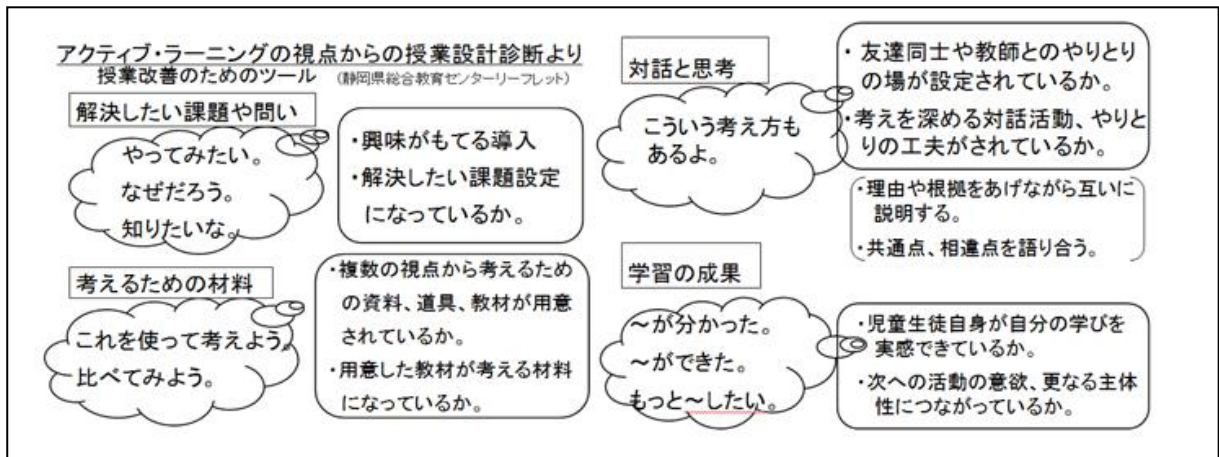 アクティブ・ラーニングの視点からの授業設計診断より
授業改善のためのツール (静岡県総合教育センターリーフレット)
解決したい課題や問い
やってみたい。
なぜだろう。
知りたいな。
・興味がもてる導入
・解決したい課題設定
になっているか。
考えるための材料
これを使って考えよう。
比べてみよう。
・複数の視点から考えるため
の資料、道具、教材が用意
されているか。
・用意した教材が考える材料
になっているか。
対話と思考
こういう考え方も
あるよ。
・友達同士や教師とのやりとり
の場が設定されているか。
・考えを深める対話活動、やりと
りの工夫がされているか。
・理由や根拠をあげながら互いに
説明する。
・共通点、相違点を語り合う。
学習の成果
～が分かった。
～ができた。
もっと～したい。
・児童生徒自身が自分の学びを
実感できているか。
・次への活動の意欲、更なる主体
性につながっているか。